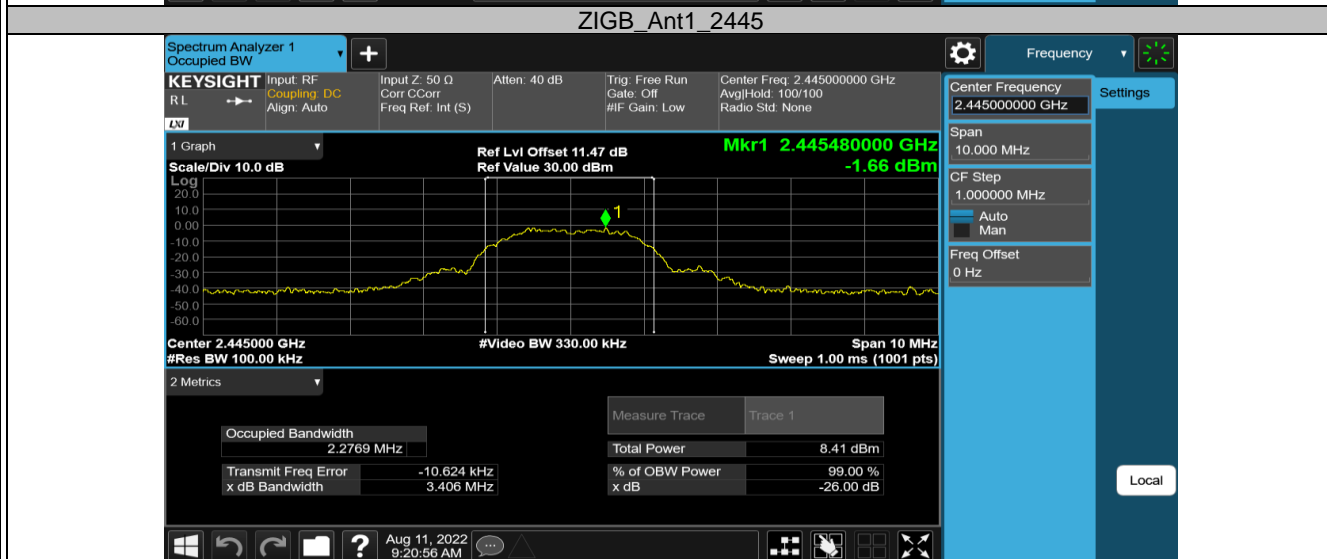 ZIGB_Ant1_2445
Spectrum Analyzer 1
Occupied BW
+
Frequency
KEYSIGHT
R L
LXI
Input: RF
Coupling: DC
Align: Auto
Input Z: 50 Ω
Corr CCorr
Freq Ref: Int (S)
Atten: 40 dB
Trig: Free Run
Gate: Off
#IF Gain: Low
Center Freq: 2.445000000 GHz
Avg|Hold: 100/100
Radio Std: None
Center Frequency
2.445000000 GHz
Settings
Span
10.000 MHz
CF Step
1.000000 MHz
Auto
Man
Freq Offset
0 Hz
1 Graph
Scale/Div 10.0 dB
Ref Lvl Offset 11.47 dB
Ref Value 30.00 dBm
Mkr1 2.445480000 GHz
-1.66 dBm
Log
20.0
10.0
0.00
-10.0
-20.0
-30.0
-40.0
-50.0
-60.0
1
Center 2.445000 GHz
#Res BW 100.00 kHz
#Video BW 330.00 kHz
Span 10 MHz
Sweep 1.00 ms (1001 pts)
2 Metrics
Measure Trace Trace 1
Occupied Bandwidth
2.2769 MHz
Total Power 8.41 dBm
Transmit Freq Error -10.624 kHz
% of OBW Power 99.00 %
x dB Bandwidth 3.406 MHz
x dB -26.00 dB
Local
?
Aug 11, 2022
9:20:56 AM